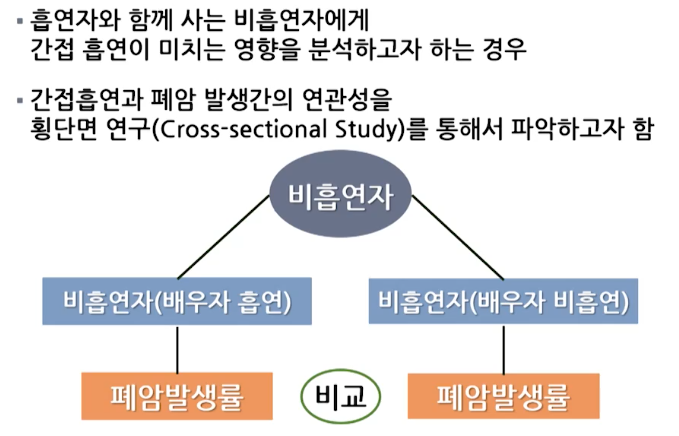 ▪ 흡연자와 함께 사는 비흡연자에게
간접 흡연이 미치는 영향을 분석하고자 하는 경우
▪ 간접흡연과 폐암 발생간의 연관성을
횡단면 연구(Cross-sectional Study)를 통해서 파악하고자 함
비흡연자
비흡연자(배우자 흡연)
비흡연자(배우자 비흡연)
폐암발생률
비교
폐암발생률